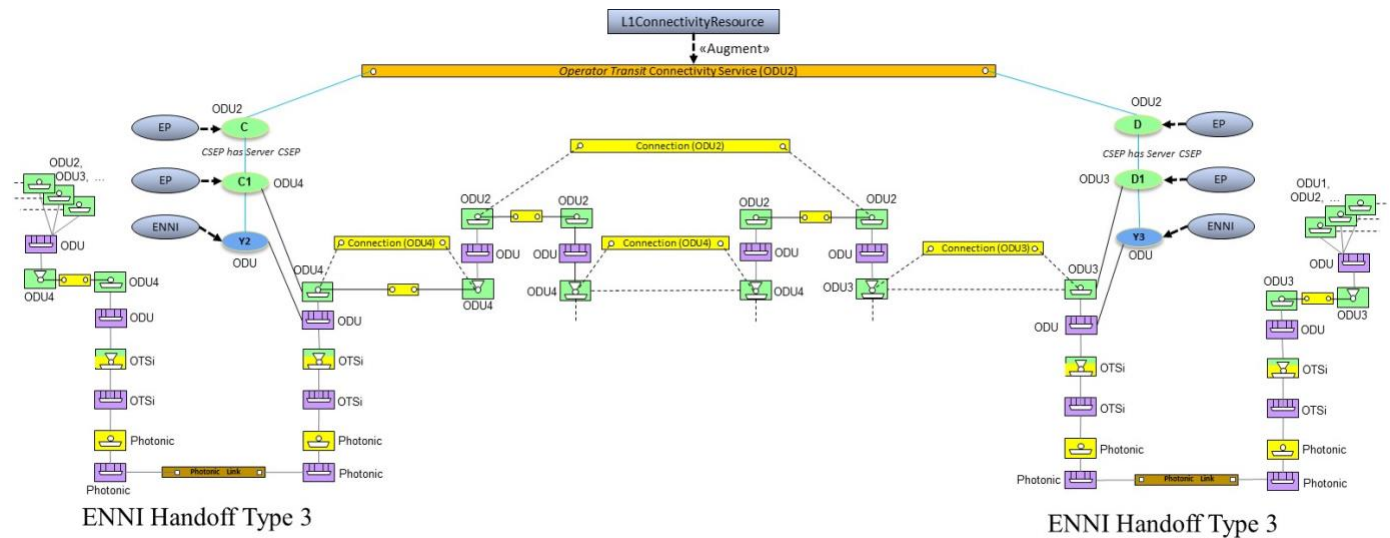 L1ConnectivityResource
«Augment»
Operator Transit Connectivity Service (ODU2)
ODU2
ODU2
EP
C
D
EP
CSEP has Server CSEP
CSEP has Server CSEP
Connection (ODU2)
ODU2,
ODU3, ...
EP
C1
ODU4
ODU3
D1
EP
ODU1,
ODU2, ...
ODU2
ODU2
ODU2
ODU2
ENNI
Y2
ODU
Y3
ODU
ENNI
ODU
Connection (ODU4)
Connection (ODU4)
Connection (ODU3)
ODU
ODU
ODU
ODU
ODU
ODU4
ODU4
ODU4
ODU4
ODU4
ODU4
ODU3
ODU3
ODU3
ODU3
ODU
ODU
ODU
ODU
OTSi
OTSi
OTSi
OTSi
OTSi
OTSi
OTSi
OTSi
Photonic
Photonic
Photonic
Photonic
Photonic
Photonic Link
Photonic
Photonic
Photonic Link
Photonic
ENNI Handoff Type 3
ENNI Handoff Type 3